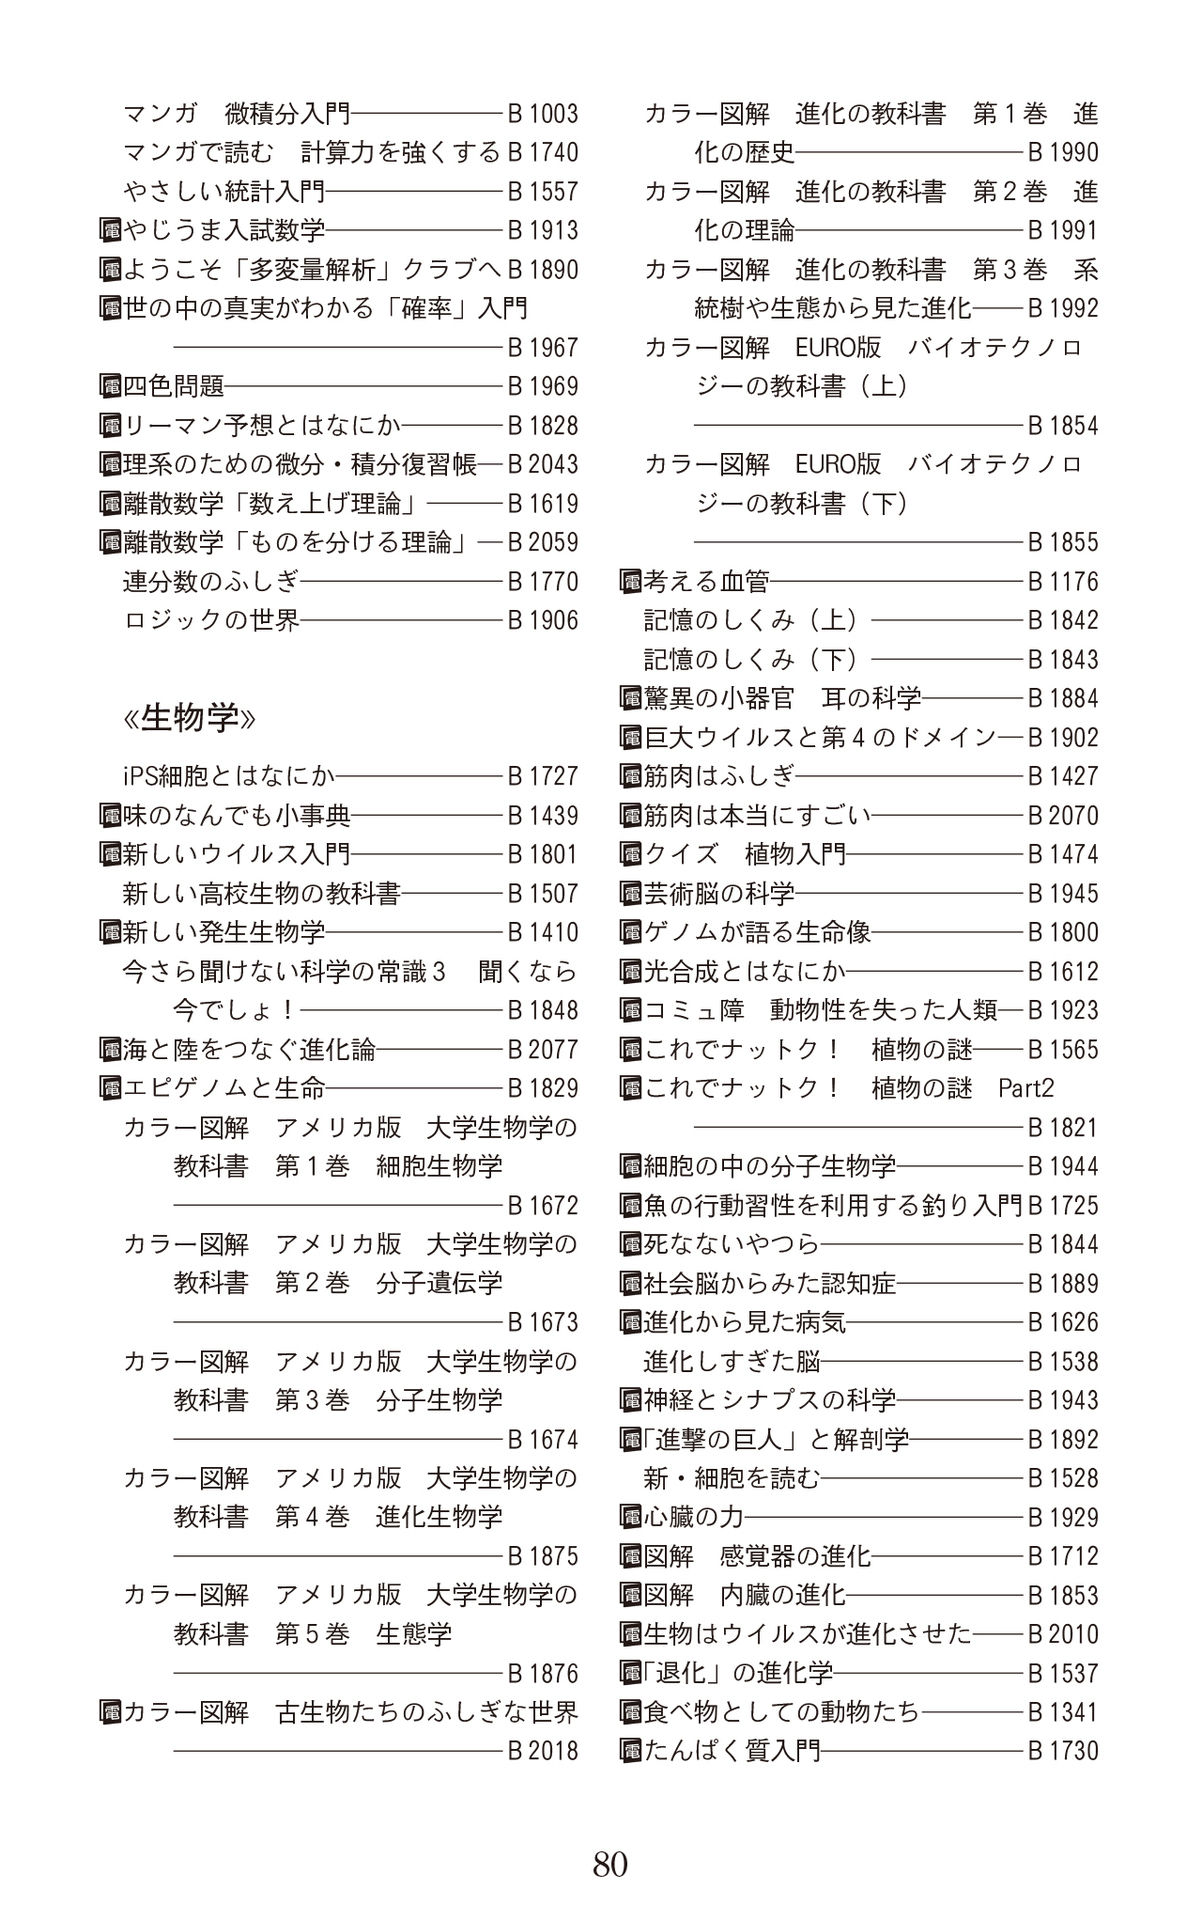 マンガ　微積分入門――――――B 1003
マンガで読む　計算力を強くする B 1740
やさしい統計入門―――――――B 1557
電やじうま入試数学―――――――B 1913
電ようこそ「多変量解析」クラブへ B 1890
電世の中の真実がわかる「確率」入門
―――――――――――――B 1967
電四色問題―――――――――――B 1969
電リーマン予想とはなにか――――B 1828
電理系のための微分・積分復習帳―B 2043
電離散数学「数え上げ理論」―――B 1619
電離散数学「ものを分ける理論」―B 2059
連分数のふしぎ――――――――B 1770
ロジックの世界――――――――B 1906
《生物学》
iPS細胞とはなにか――――――B 1727
電味のなんでも小事典――――――B 1439
電新しいウイルス入門――――――B 1801
新しい高校生物の教科書――――B 1507
電新しい発生生物学―――――――B 1410
今さら聞けない科学の常識３　聞くなら
今でしょ！――――――――B 1848
電海と陸をつなぐ進化論―――――B 2077
電エピゲノムと生命―――――――B 1829
カラー図解　アメリカ版　大学生物学の
教科書　第１巻　細胞生物学
―――――――――――――B 1672
カラー図解　アメリカ版　大学生物学の
教科書　第２巻　分子遺伝学
―――――――――――――B 1673
カラー図解　アメリカ版　大学生物学の
教科書　第３巻　分子生物学
―――――――――――――B 1674
カラー図解　アメリカ版　大学生物学の
教科書　第４巻　進化生物学
―――――――――――――B 1875
カラー図解　アメリカ版　大学生物学の
教科書　第５巻　生態学
―――――――――――――B 1876
電カラー図解　古生物たちのふしぎな世界
―――――――――――――B 2018
カラー図解　進化の教科書　第１巻　進
化の歴史―――――――――B 1990
カラー図解　進化の教科書　第２巻　進
化の理論―――――――――B 1991
カラー図解　進化の教科書　第３巻　系
統樹や生態から見た進化――B 1992
カラー図解　EURO版　バイオテクノロ
ジーの教科書（上）
―――――――――――――B 1854
カラー図解　EURO版　バイオテクノロ
ジーの教科書（下）
―――――――――――――B 1855
電考える血管――――――――――B 1176
記憶のしくみ（上）――――――B 1842
記憶のしくみ（下）――――――B 1843
電驚異の小器官　耳の科学――――B 1884
電巨大ウイルスと第４のドメイン―B 1902
電筋肉はふしぎ―――――――――B 1427
電筋肉は本当にすごい――――――B 2070
電クイズ　植物入門―――――――B 1474
電芸術脳の科学―――――――――B 1945
電ゲノムが語る生命像――――――B 1800
電光合成とはなにか―――――――B 1612
電コミュ障　動物性を失った人類―B 1923
電これでナットク！　植物の謎――B 1565
電これでナットク！　植物の謎　Part2
―――――――――――――B 1821
電細胞の中の分子生物学―――――B 1944
電魚の行動習性を利用する釣り入門 B 1725
電死なないやつら――――――――B 1844
電社会脳からみた認知症―――――B 1889
電進化から見た病気―――――――B 1626
進化しすぎた脳――――――――B 1538
電神経とシナプスの科学―――――B 1943
電「進撃の巨人」と解剖学――――B 1892
新・細胞を読む――――――――B 1528
電心臓の力―――――――――――B 1929
電図解　感覚器の進化――――――B 1712
電図解　内臓の進化―――――――B 1853
電生物はウイルスが進化させた――B 2010
電「退化」の進化学―――――――B 1537
電食べ物としての動物たち――――B 1341
電たんぱく質入門――――――――B 1730
80